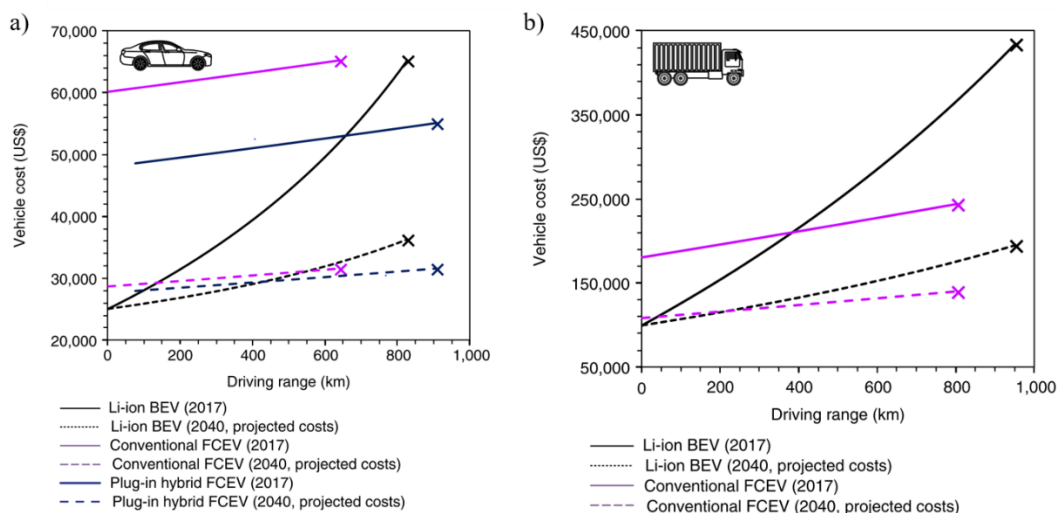 a)
70,000
60,000
50,000
40,000
30,000
20,000
Vehicle cost (US$)
0
200
400
600
800
1,000
Driving range (km)
Li-ion BEV (2017)
Li-ion BEV (2040, projected costs)
Conventional FCEV (2017)
Conventional FCEV (2040, projected costs)
Plug-in hybrid FCEV (2017)
Plug-in hybrid FCEV (2040, projected costs)
b)
450,000
350,000
250,000
150,000
50,000
Vehicle cost (US$)
0
200
400
600
800
1,000
Driving range (km)
Li-ion BEV (2017)
Li-ion BEV (2040, projected costs)
Conventional FCEV (2017)
Conventional FCEV (2040, projected costs)